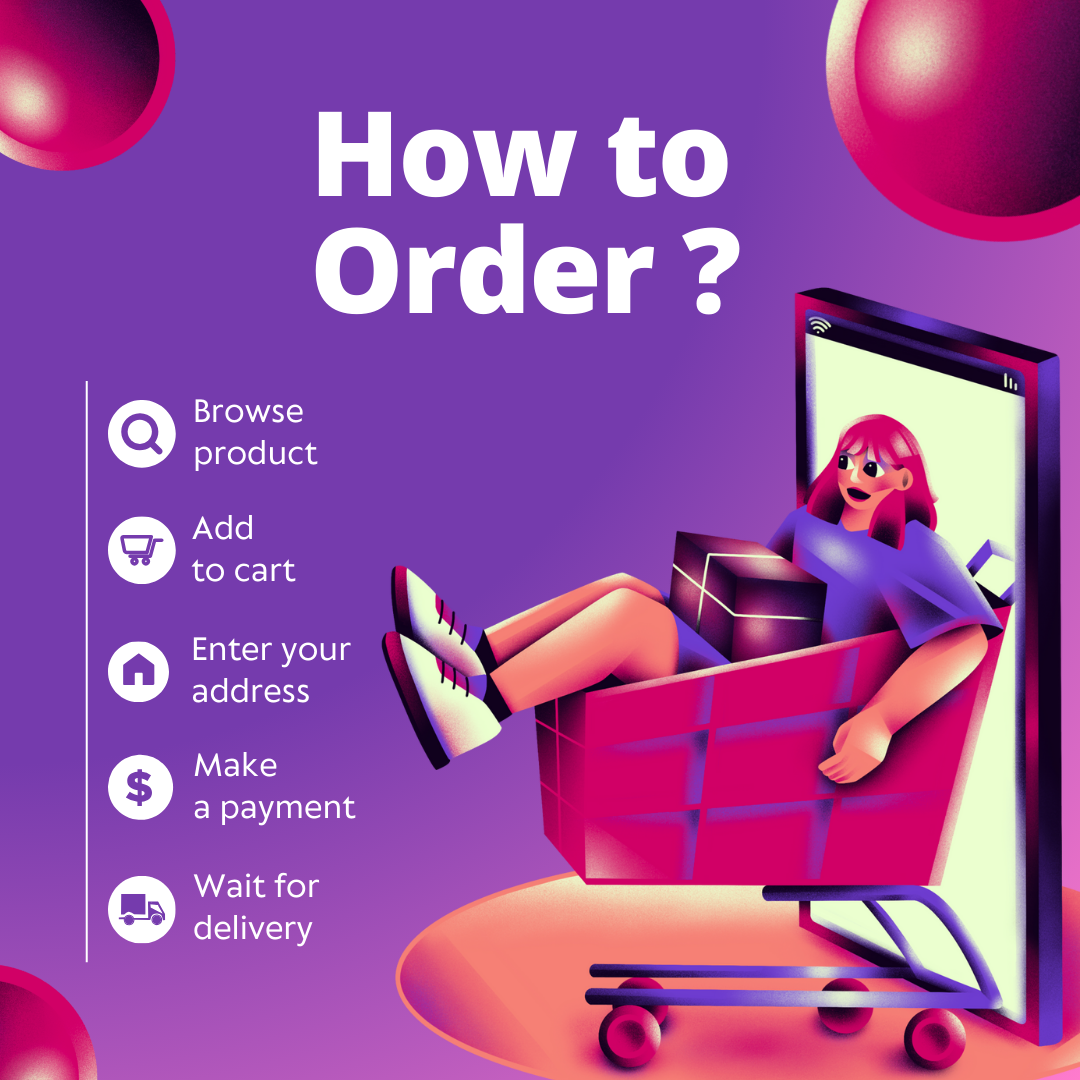 How to
Order ?
Browse
product
Add
to cart
Enter your
address
Make
a payment
$
Wait for
delivery